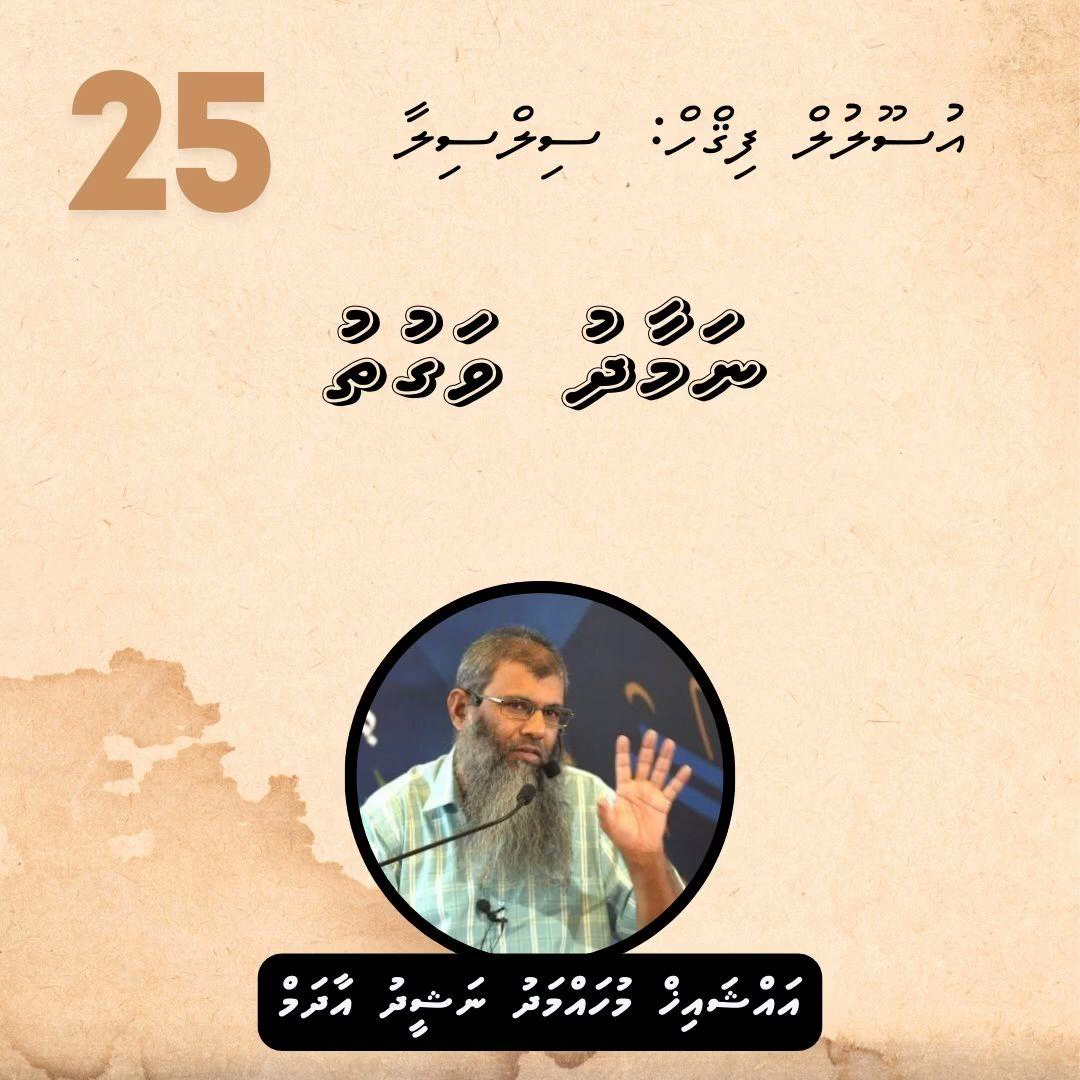 25
އުސޫލުލް ފިޤްހް: ސިލްސިލާ
ނަމާދު ވަގުތު
އައްޝައިޚް މުޙައްމަދު ނަޝީދު އާދަމް